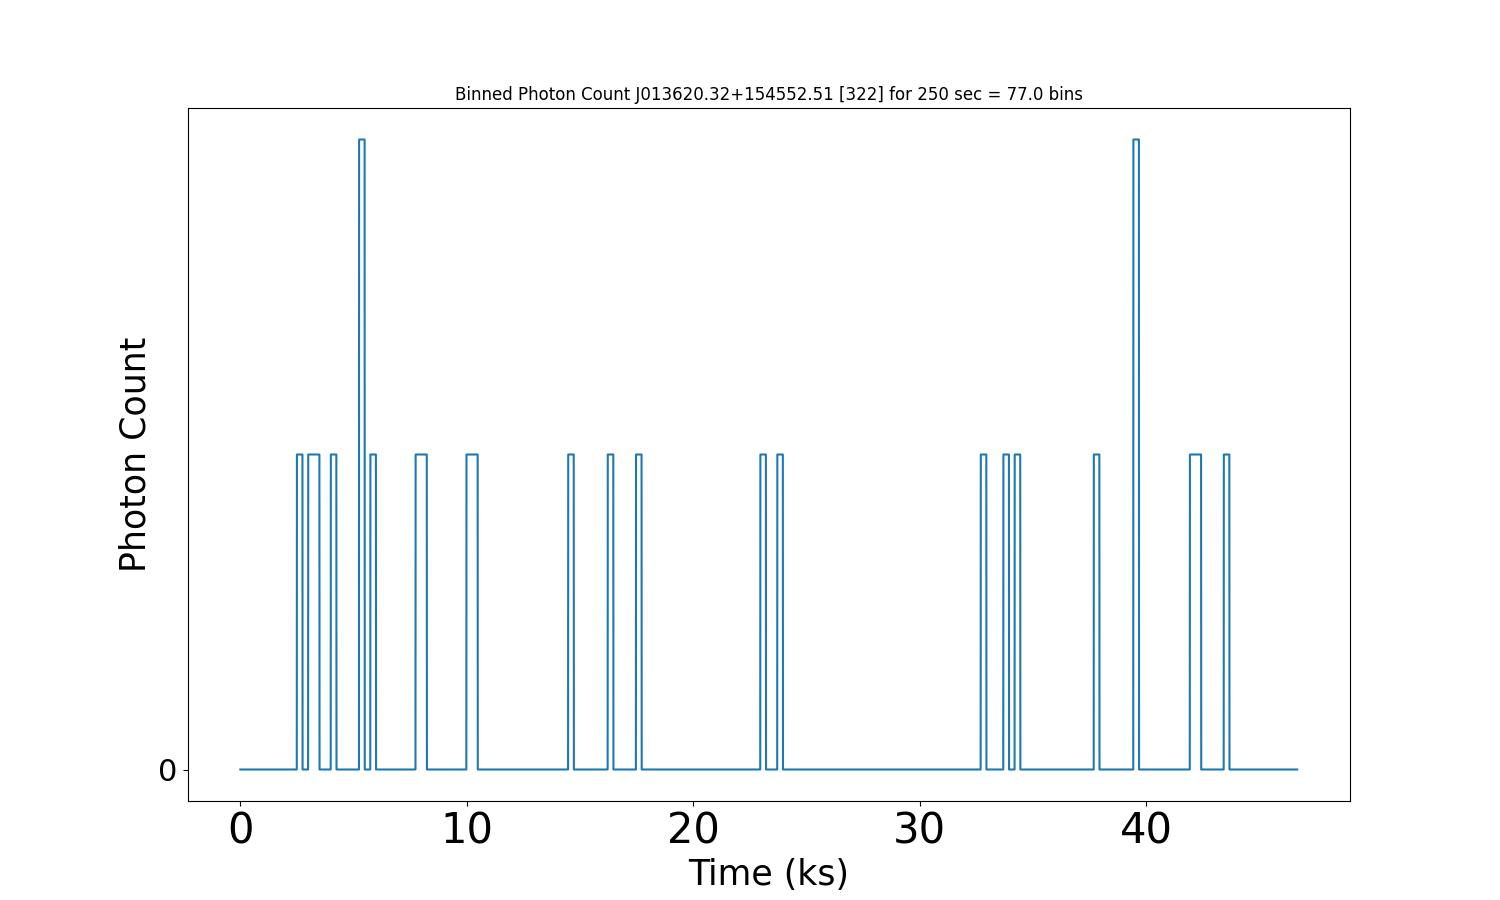 Binned Photon Count J013620.32+154552.51 [322] for 250 sec = 77.0 bins
Photon Count
0
0 10 20 30 40
Time (ks)